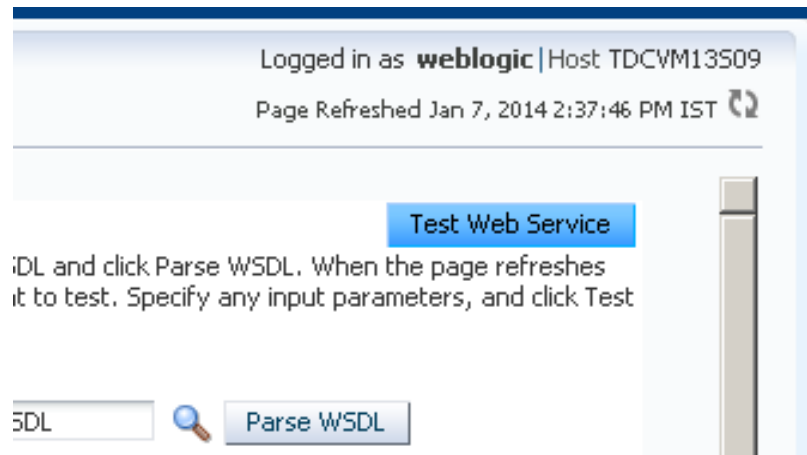 Logged in as weblogic|Host TDCVM13S09
Page Refreshed Jan 7, 2014 2:37:46 PM IST
Test Web Service
SDL and click Parse WSDL. When the page refreshes
to test. Specify any input parameters, and click Test
SDL Parse WSDL